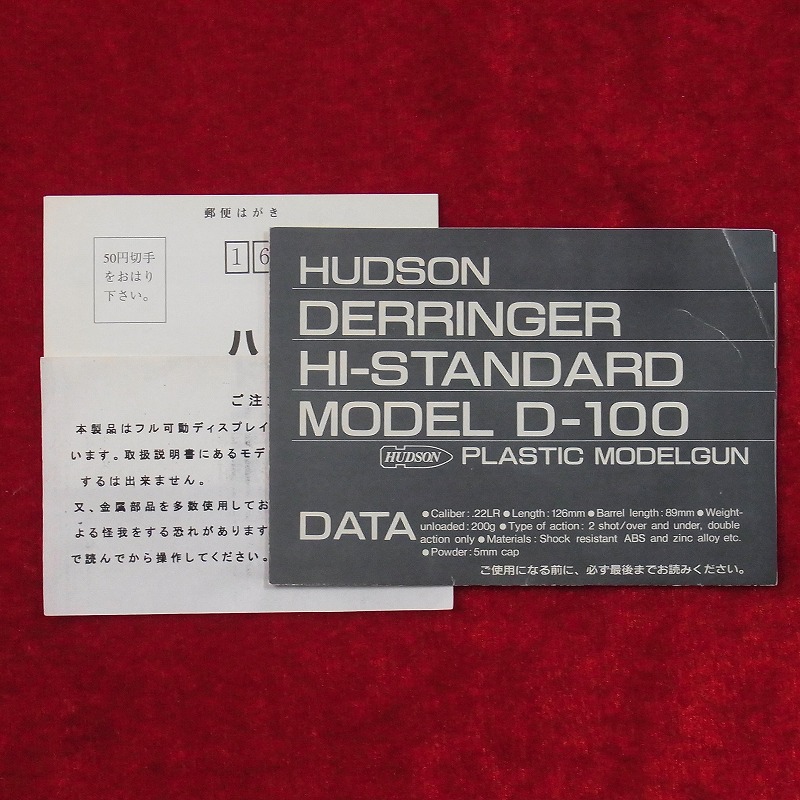 郵便はがき
50円切手
をおはり
下さい。
1 6
ハ
ご注
本製品はフル可動ディスプレイ
います。取扱説明書にあるモデ
するは出来ません。
又、金属部品を多数使用してお
よる怪我をする恐れがあります
で読んでから操作してください。
HUDSON
DERRINGER
HI-STANDARD
MODEL D-100
HUDSON PLASTIC MODELGUN
DATA
●Caliber:.22LR ●Length:126mm ●Barrel length:89mm ●Weight-
unloaded:200g ●Type of action: 2 shot/over and under, double
action only ●Materials:Shock resistant ABS and zinc alloy etc.
●Powder:5mm cap
ご使用になる前に、必ず最後までお読みください。